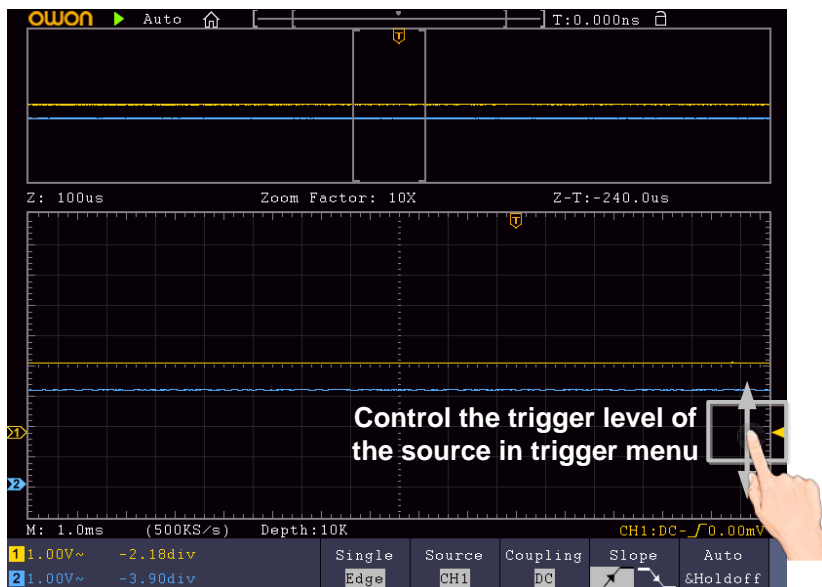 OWON Auto T T:0.000ns
T
Z: 100us Zoom Factor: 10X Z-T:-240.0us
T
Control the trigger level of
the source in trigger menu
1
2
M: 1.0ms (500KS/s) Depth:10K CH1:DC-0.00mV
1 1.00V~ -2.18div Single Source Coupling Slope Auto
2 1.00V~ -3.90div Edge CH1 DC &Holdoff